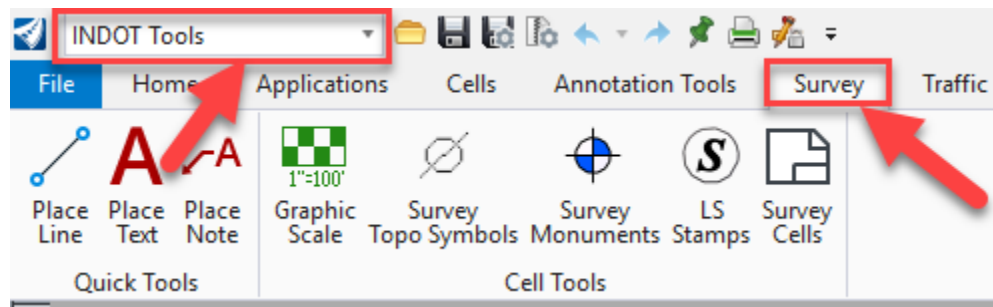 INDOT Tools
File Home Applications Cells Annotation Tools Survey Traffic
A A
1"=100' S
Place Line Place Text Place Note Graphic Scale Survey Topo Symbols Survey Monuments LS Stamps Survey Cells
Quick Tools Cell Tools